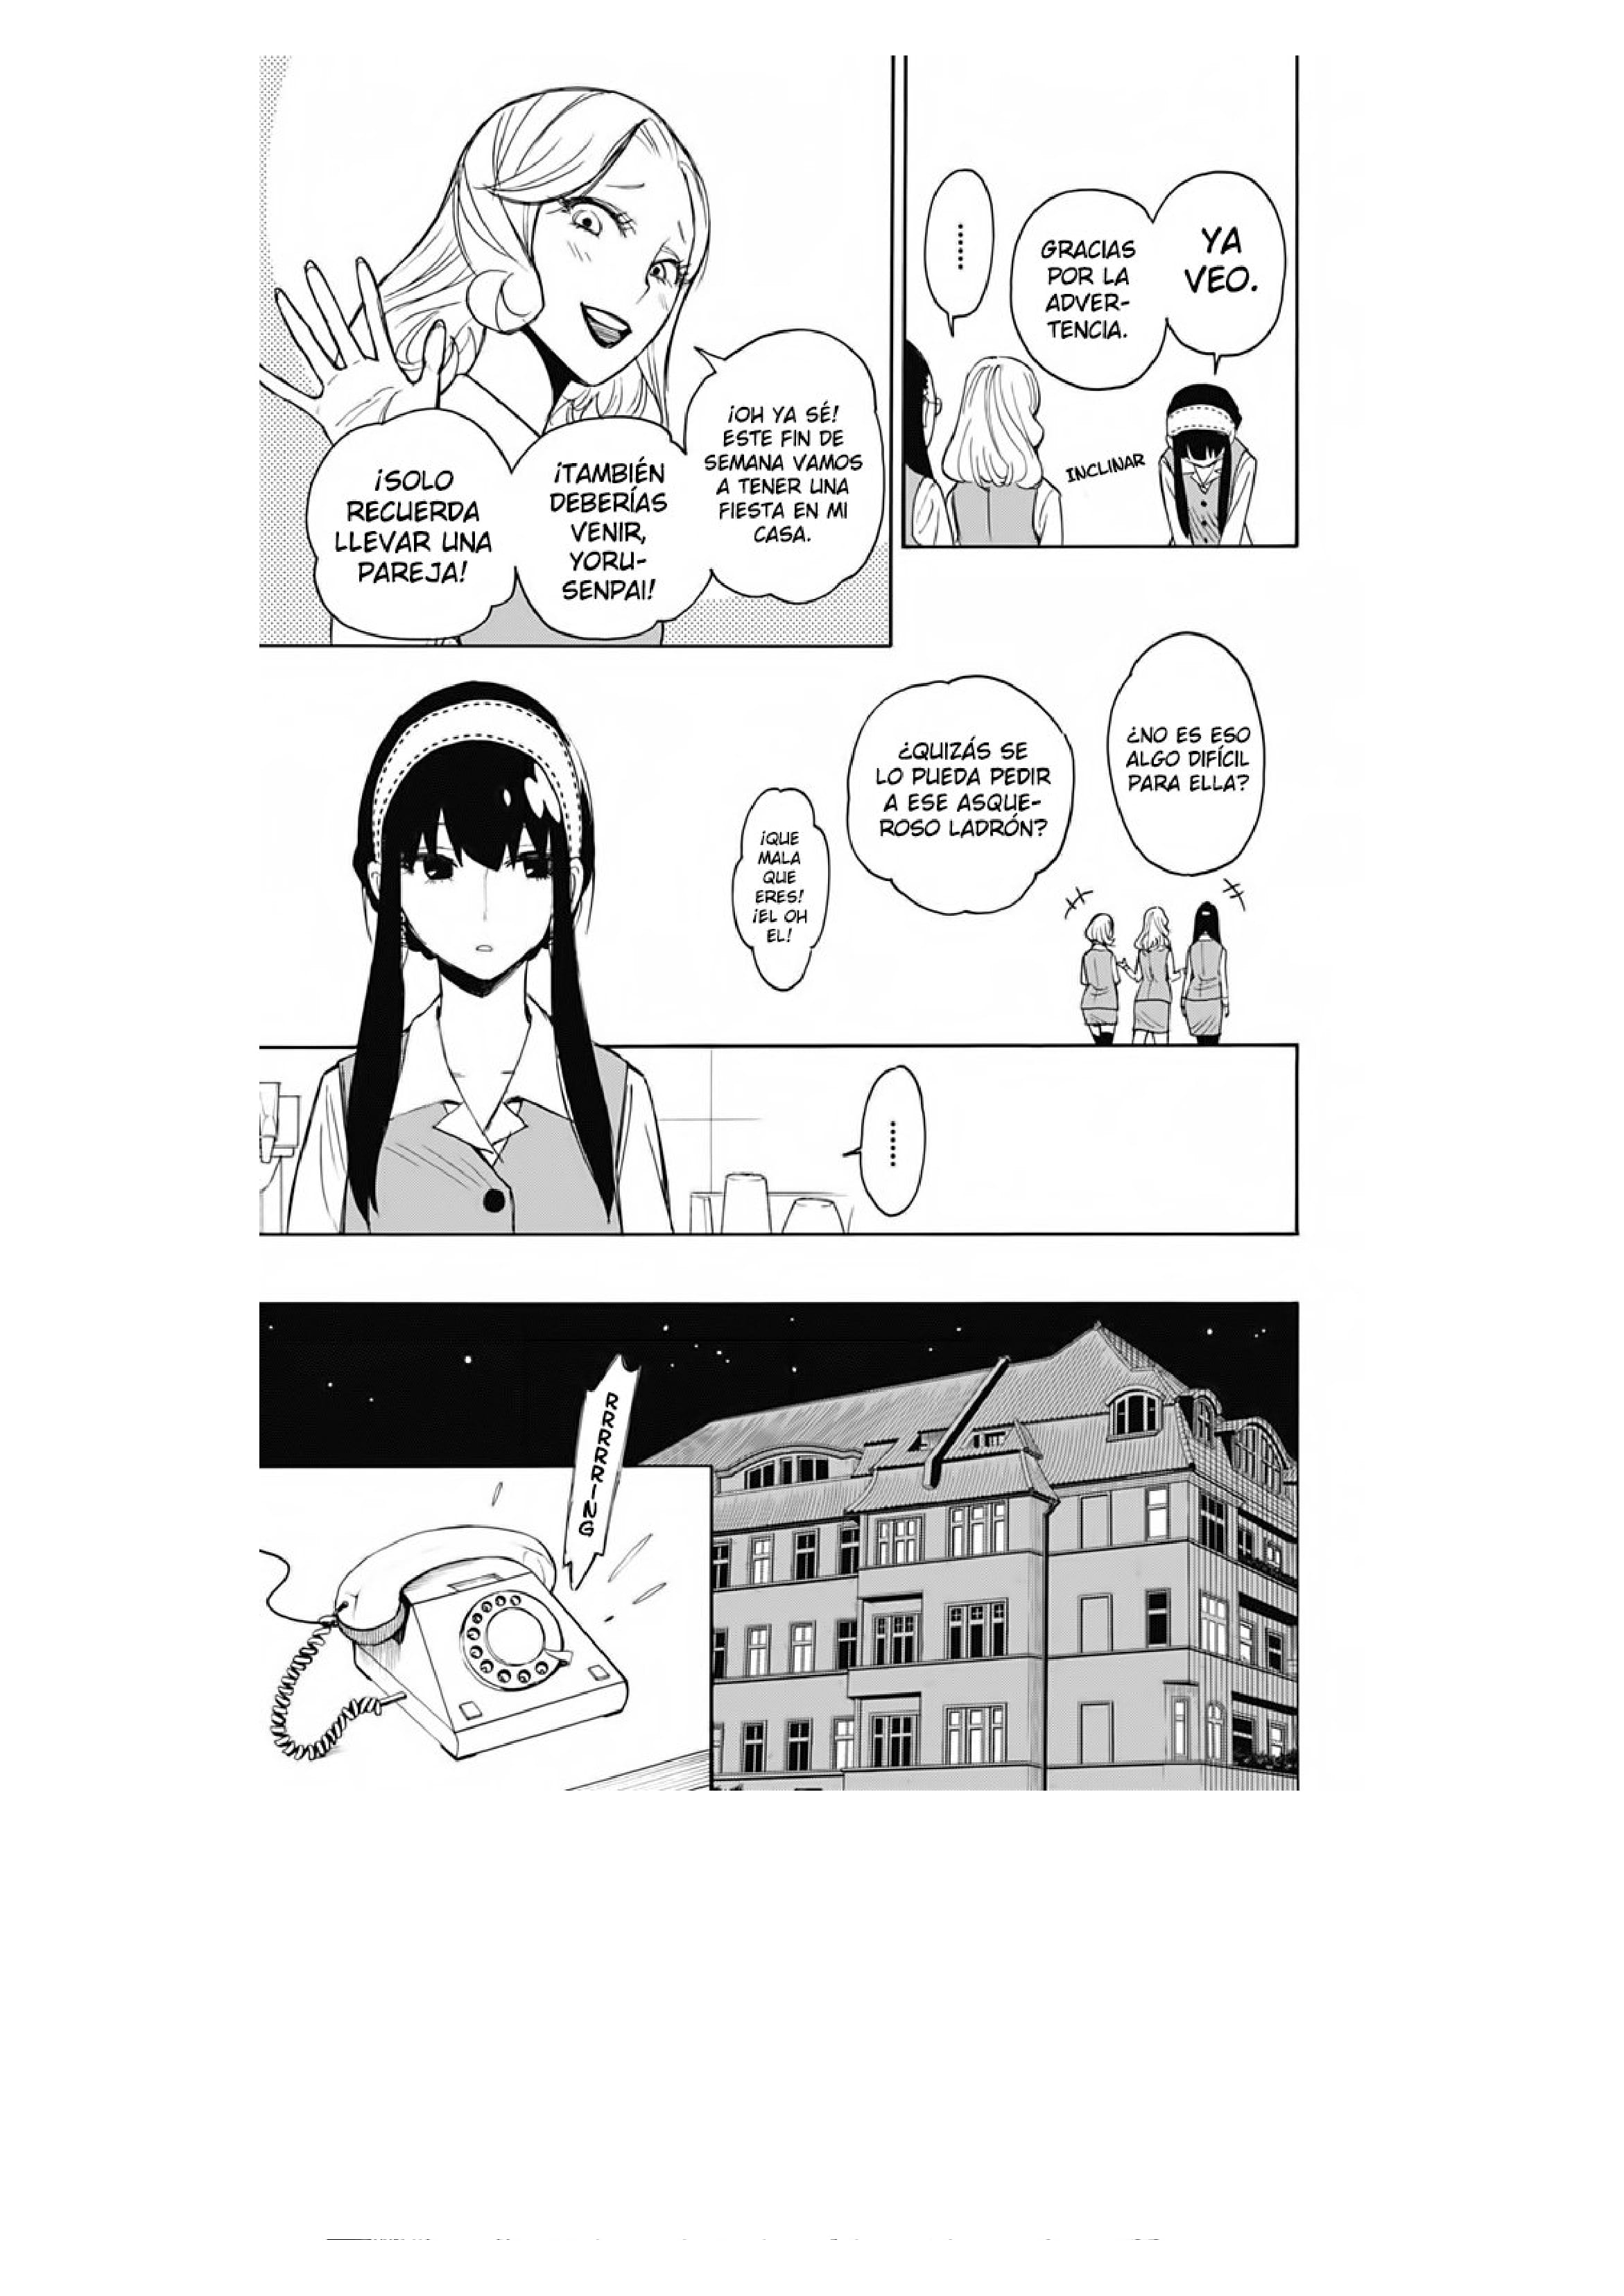 YA
VEO.
GRACIAS
POR LA
ADVER-
TENCIA.
........
INCLINAR
¡OH YA SÉ!
ESTE FIN DE
SEMANA VAMOS
A TENER UNA
FIESTA EN MI
CASA.
¡TAMBIÉN
DEBERÍAS
VENIR,
YORU-
SENPAI!
¡SOLO
RECUERDA
LLEVAR UNA
PAREJA!
¿NO ES ESO
ALGO DIFÍCIL
PARA ELLA?
¿QUIZÁS SE
LO PUEDA PEDIR
A ESE ASQUE-
ROSO LADRÓN?
¡QUE
MALA
QUE
ERES!
¡EL OH
EL!
........
RRRRRRING